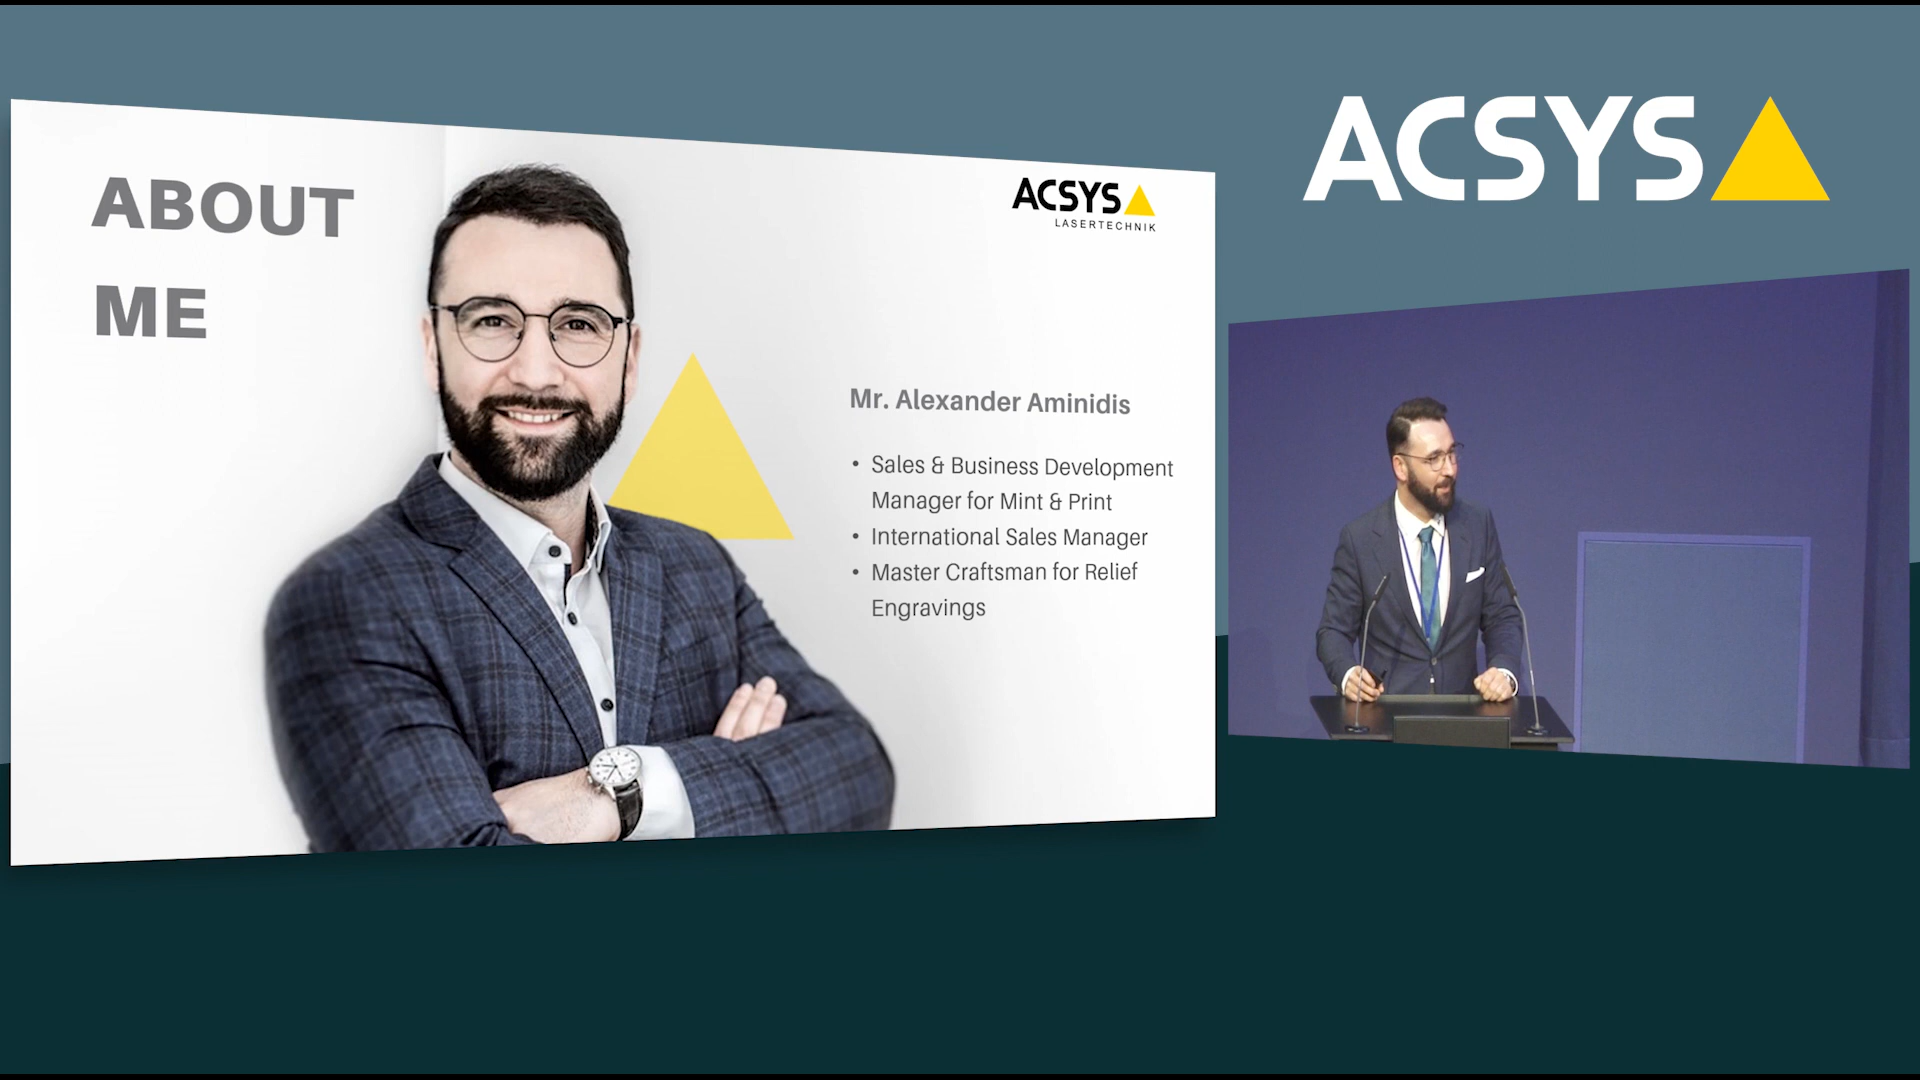 ABOUT
ME
ACSYS
LASERTECHNIK
Mr. Alexander Aminidis
• Sales & Business Development
Manager for Mint & Print
• International Sales Manager
• Master Craftsman for Relief
Engravings
ACSYS